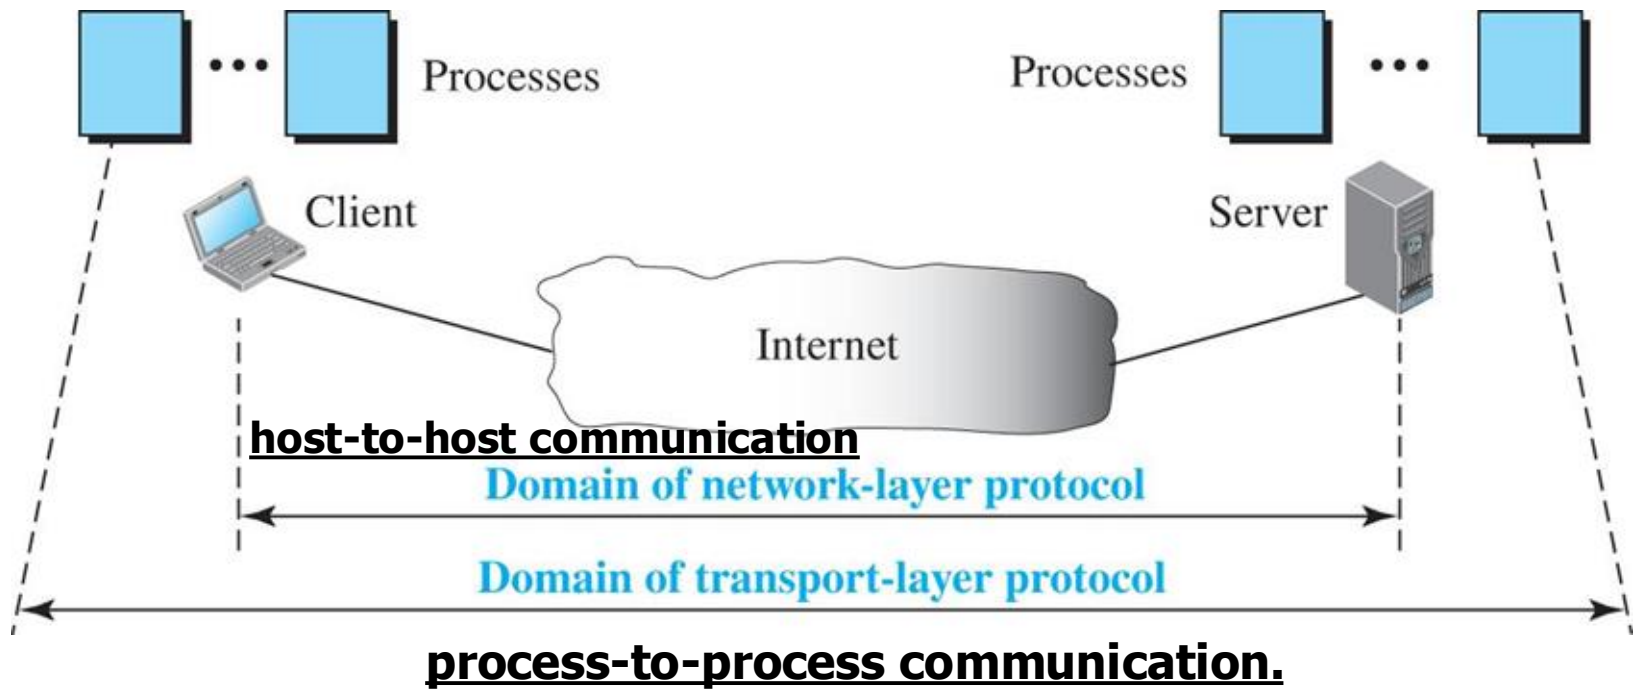 Processes
Processes
Client
Server
Internet
host-to-host communication
Domain of network-layer protocol
Domain of transport-layer protocol
process-to-process communication.